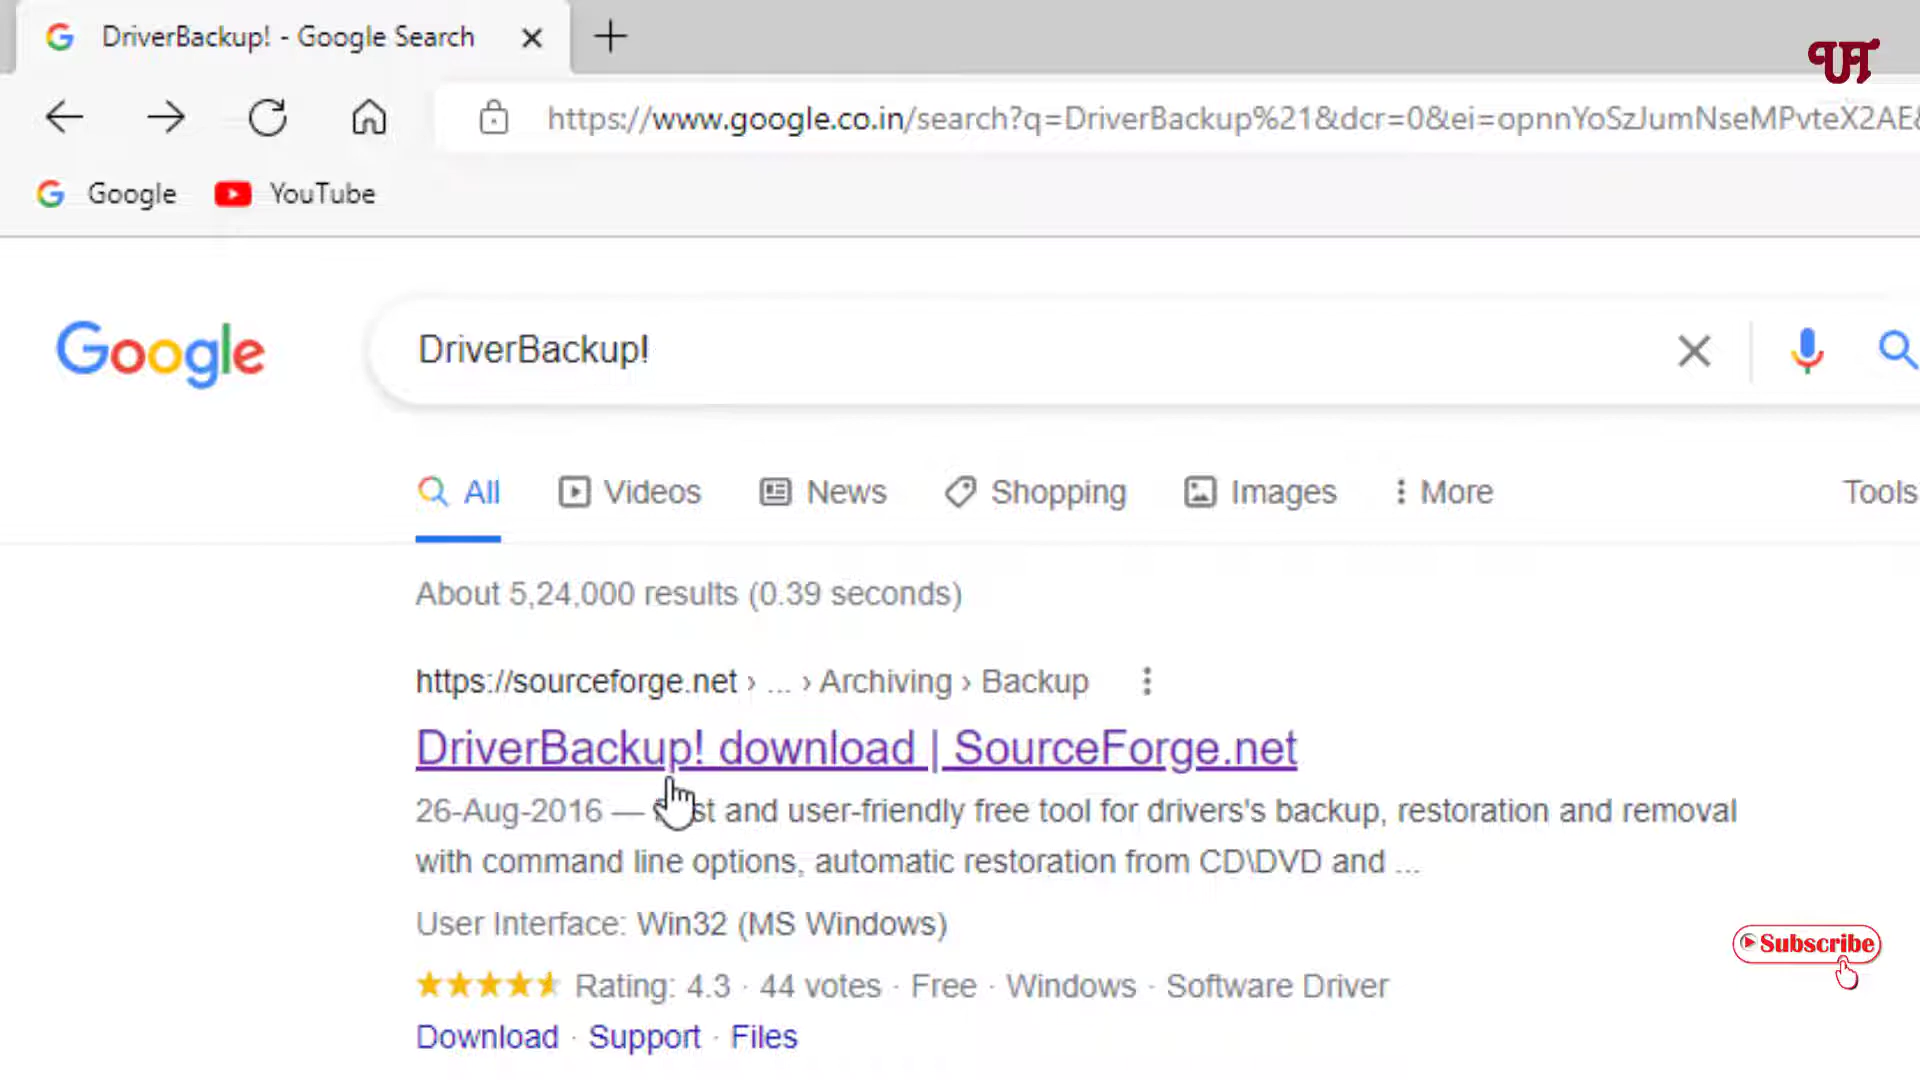 DriverBackup! - Google Search
UT
https://www.google.co.in/search?q=DriverBackup%21&dcr=0&ei=opnnYoSzJumNseMPvteX2AE&
Google YouTube
Google DriverBackup!
All Videos News Shopping Images More Tools
About 5,24,000 results (0.39 seconds)
https://sourceforge.net › ... › Archiving › Backup
DriverBackup! download | SourceForge.net
26-Aug-2016 — and user-friendly free tool for drivers's backup, restoration and removal
with command line options, automatic restoration from CD\DVD and ...
User Interface: Win32 (MS Windows)
Rating: 4.3 · 44 votes · Free · Windows · Software Driver
Subscribe
Download · Support · Files